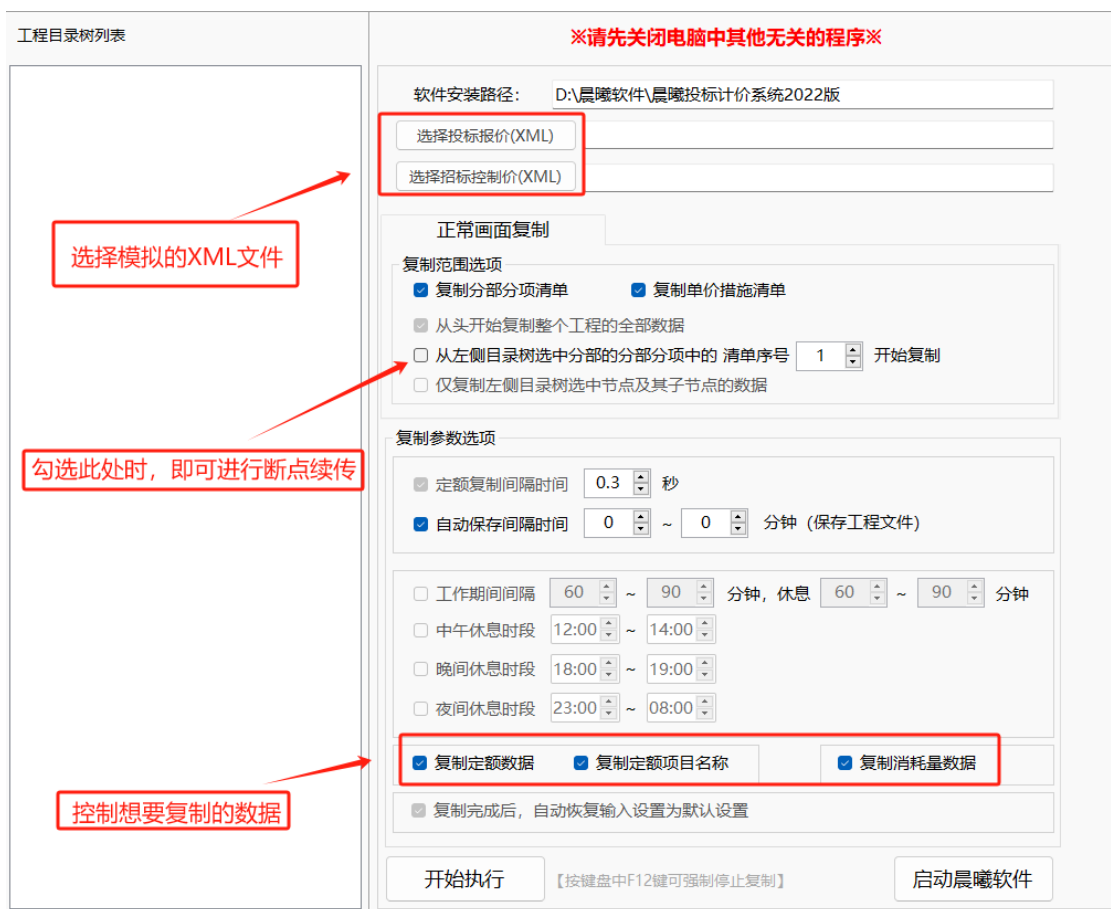 工程目录树列表
※请先关闭电脑中其他无关的程序※
软件安装路径： D:\晨曦软件\晨曦投标计价系统2022版
选择投标报价(XML)
选择招标控制价(XML)
选择模拟的XML文件
正常画面复制
复制范围选项
复制分部分项清单 复制单价措施清单
从头开始复制整个工程的全部数据
从左侧目录树选中分部的分部分项中的 清单序号 1 开始复制
仅复制左侧目录树选中节点及其子节点的数据
勾选此处时，即可进行断点续传
复制参数选项
定额复制间隔时间 0.3 秒
自动保存间隔时间 0 ~ 0 分钟（保存工程文件）
工作期间间隔 60 ~ 90 分钟，休息 60 ~ 90 分钟
中午休息时段 12:00 ~ 14:00
晚间休息时段 18:00 ~ 19:00
夜间休息时段 23:00 ~ 08:00
复制定额数据 复制定额项目名称 复制消耗量数据
控制想要复制的数据
复制完成后，自动恢复输入设置为默认设置
开始执行 【按键盘中F12键可强制停止复制】 启动晨曦软件